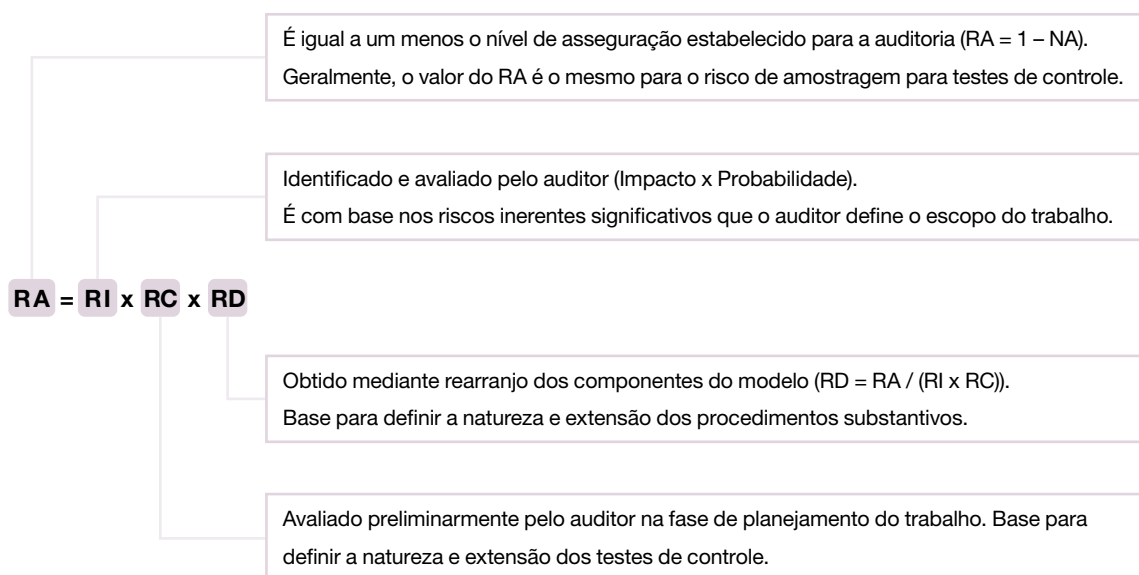 É igual a um menos o nível de asseguração estabelecido para a auditoria (RA = 1 – NA).
Geralmente, o valor do RA é o mesmo para o risco de amostragem para testes de controle.
Identificado e avaliado pelo auditor (Impacto x Probabilidade).
É com base nos riscos inerentes significativos que o auditor define o escopo do trabalho.
RA = RI x RC x RD
Obtido mediante rearranjo dos componentes do modelo (RD = RA / (RI x RC)).
Base para definir a natureza e extensão dos procedimentos substantivos.
Avaliado preliminarmente pelo auditor na fase de planejamento do trabalho. Base para
definir a natureza e extensão dos testes de controle.